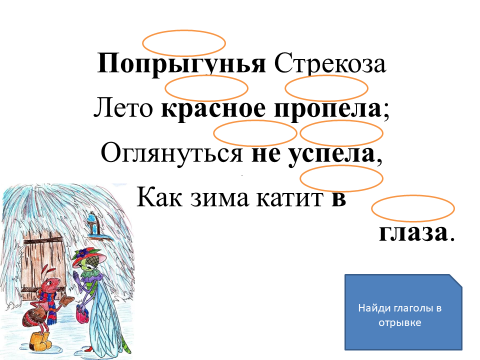 Попрыгунья Стрекоза
Лето красное пропела;
Оглянуться не успела,
Как зима катит в
глаза.
Найди глаголы в
отрывке